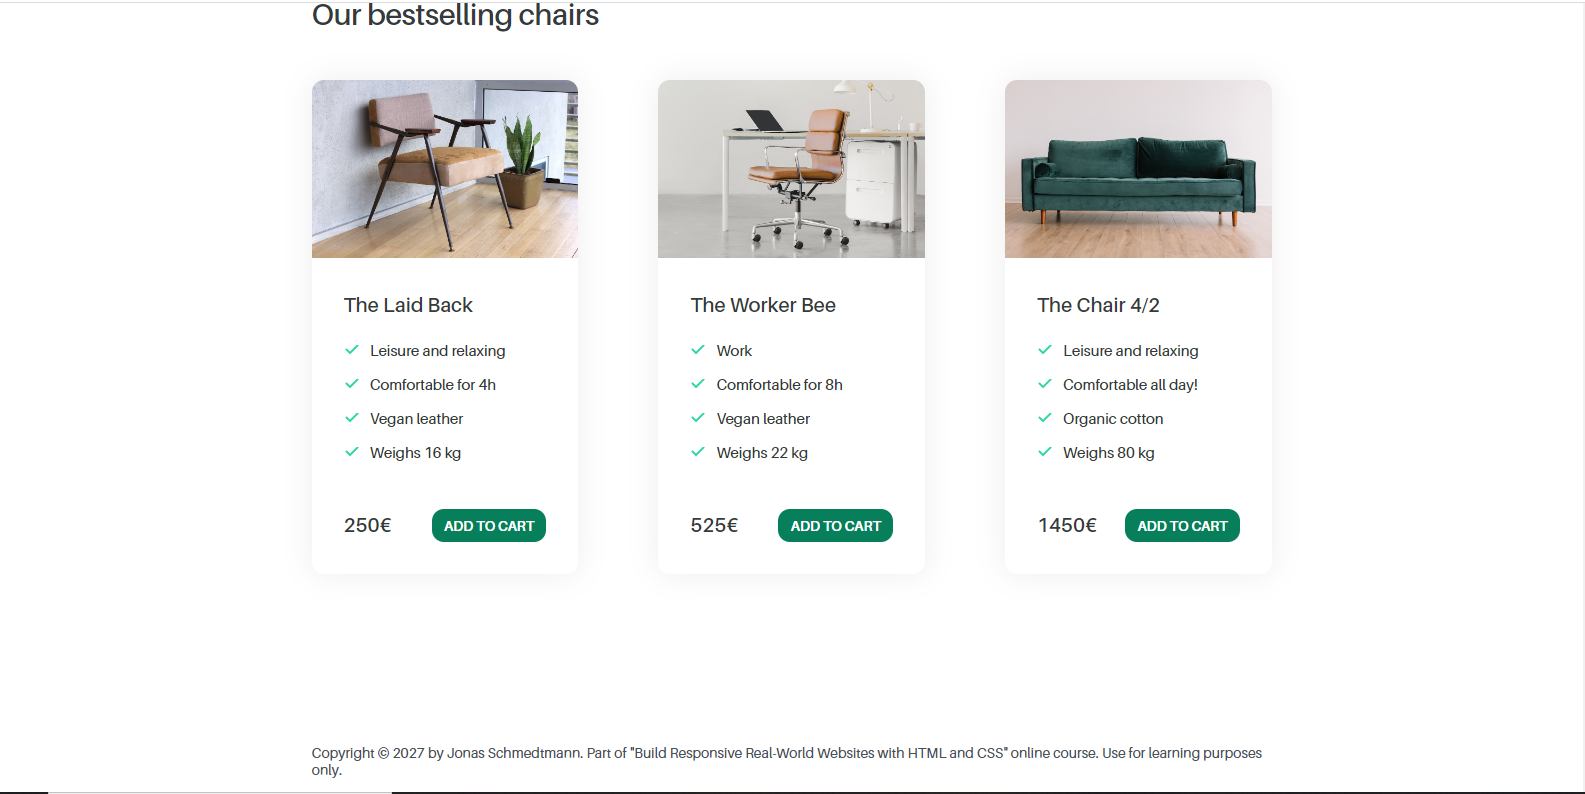 Our bestselling chairs
The Laid Back
Leisure and relaxing
Comfortable for 4h
Vegan leather
Weighs 16 kg
250€
ADD TO CART
The Worker Bee
Work
Comfortable for 8h
Vegan leather
Weighs 22 kg
525€
ADD TO CART
The Chair 4/2
Leisure and relaxing
Comfortable all day!
Organic cotton
Weighs 80 kg
1450€
ADD TO CART
Copyright © 2027 by Jonas Schmedtmann. Part of "Build Responsive Real-World Websites with HTML and CSS" online course. Use for learning purposes
only.